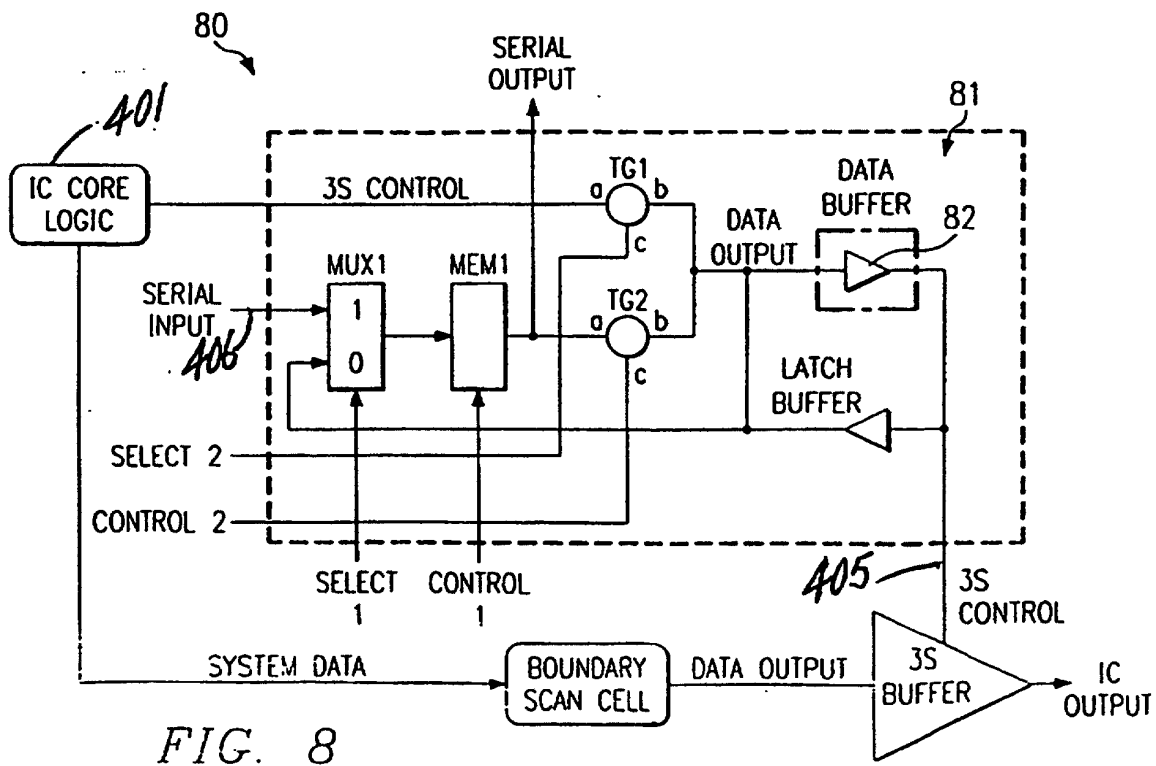 80
SERIAL
OUTPUT
81
401
IC CORE
LOGIC
3S CONTROL
a
TG1
b
c
DATA
BUFFER
82
DATA
OUTPUT
MUX1
MEM1
SERIAL
INPUT
406
1
0
TG2
a
b
c
LATCH
BUFFER
SELECT 2
CONTROL 2
SELECT
1
CONTROL
1
405
3S
CONTROL
SYSTEM DATA
BOUNDARY
SCAN CELL
DATA OUTPUT
3S
BUFFER
IC
OUTPUT
FIG. 8